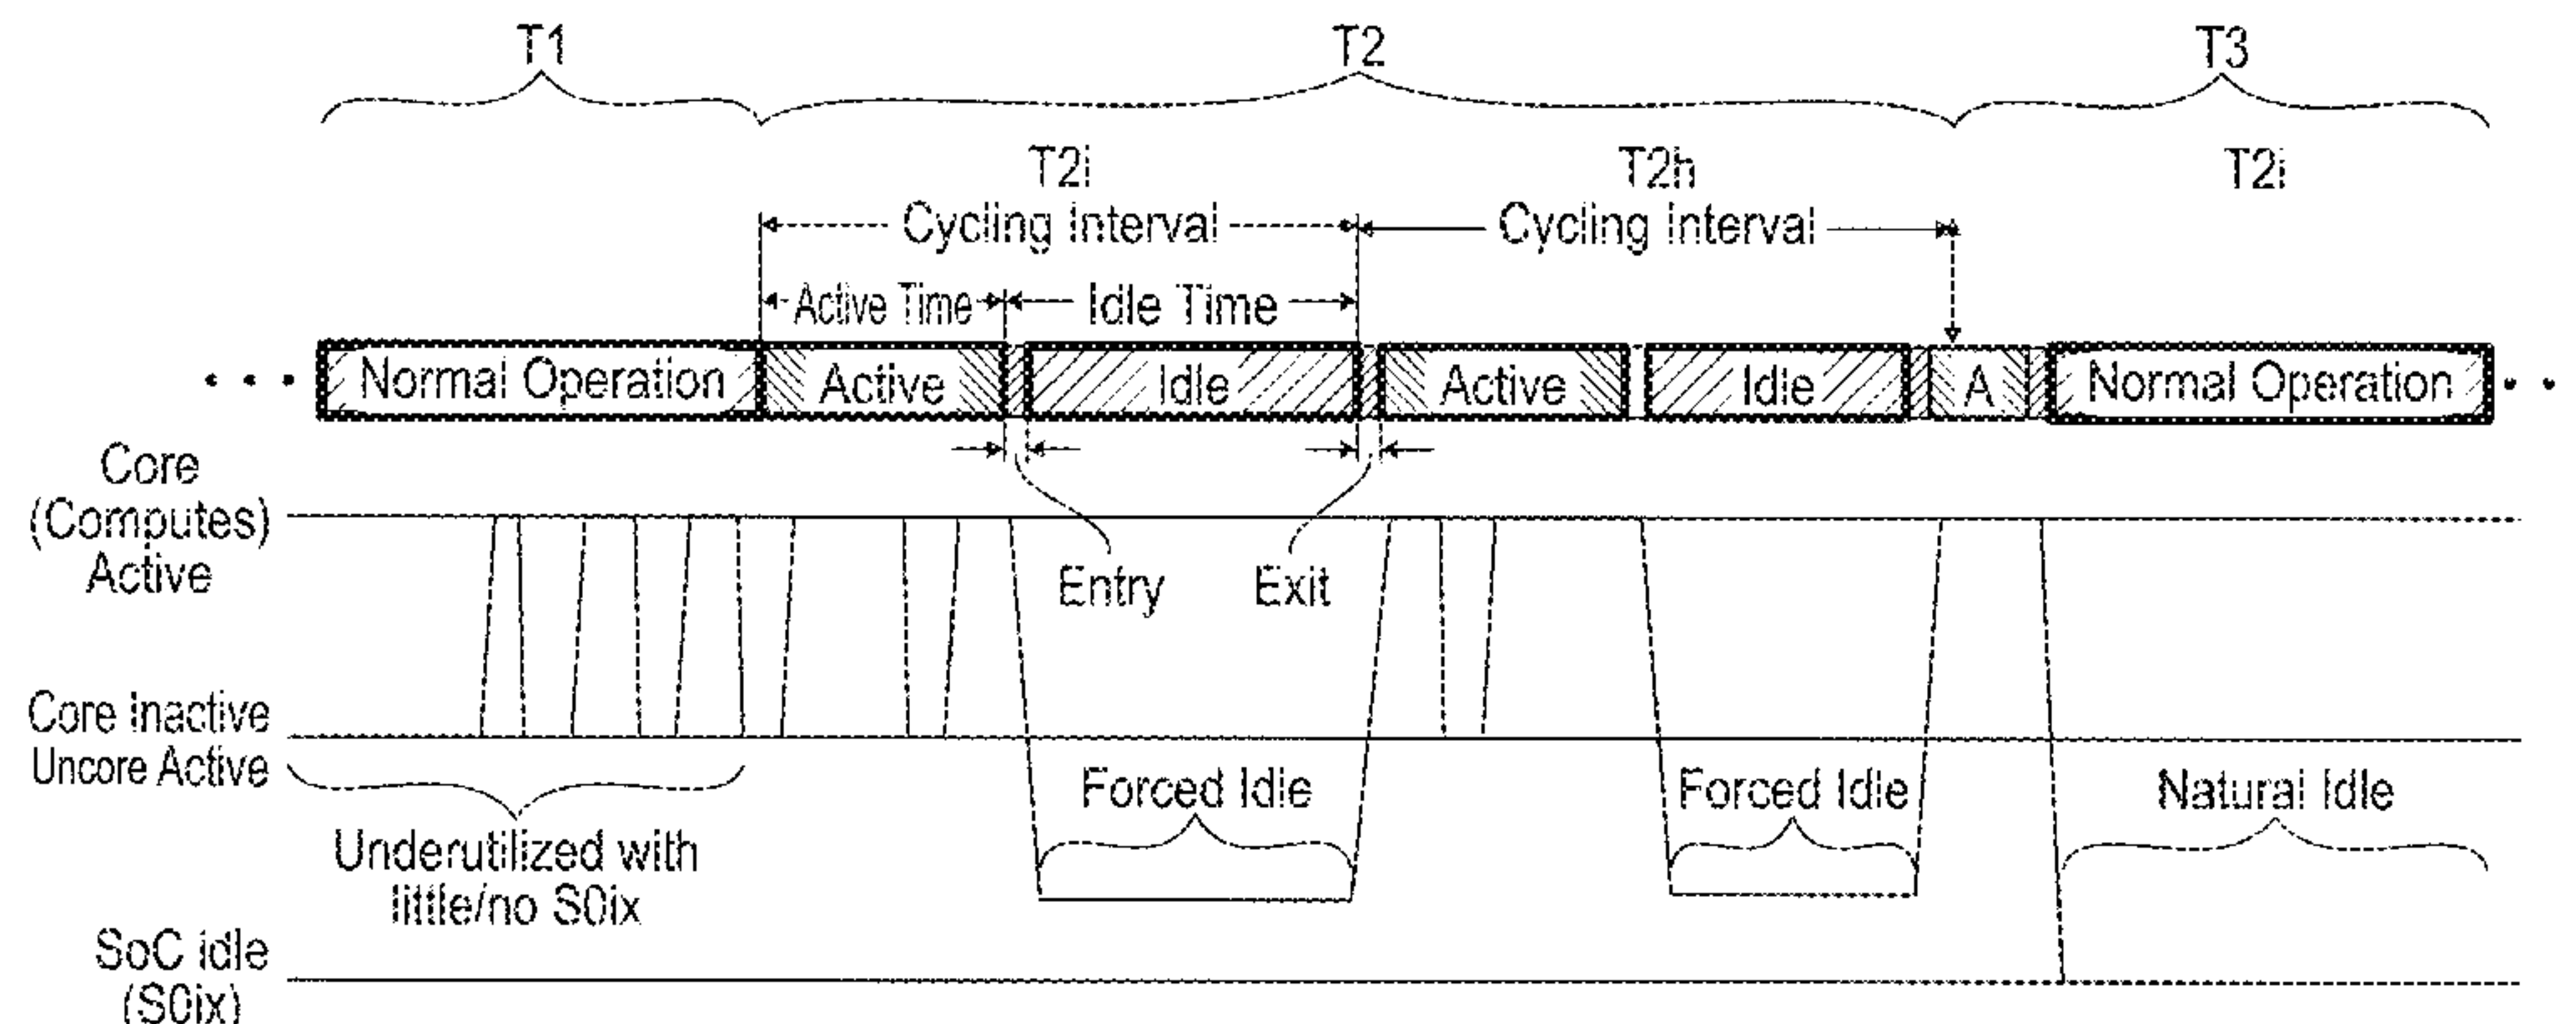 T1 T2 T3
T2i T2h T2i
Cycling Interval Cycling Interval
Active Time Idle Time
• • • Normal Operation Active Idle Active Idle A Normal Operation • •
Core
(Computes)
Active
Entry Exit
Core Inactive
Uncore Active
Forced Idle Forced Idle Natural Idle
Underutilized with
little/no S0ix
SoC idle
(S0ix)